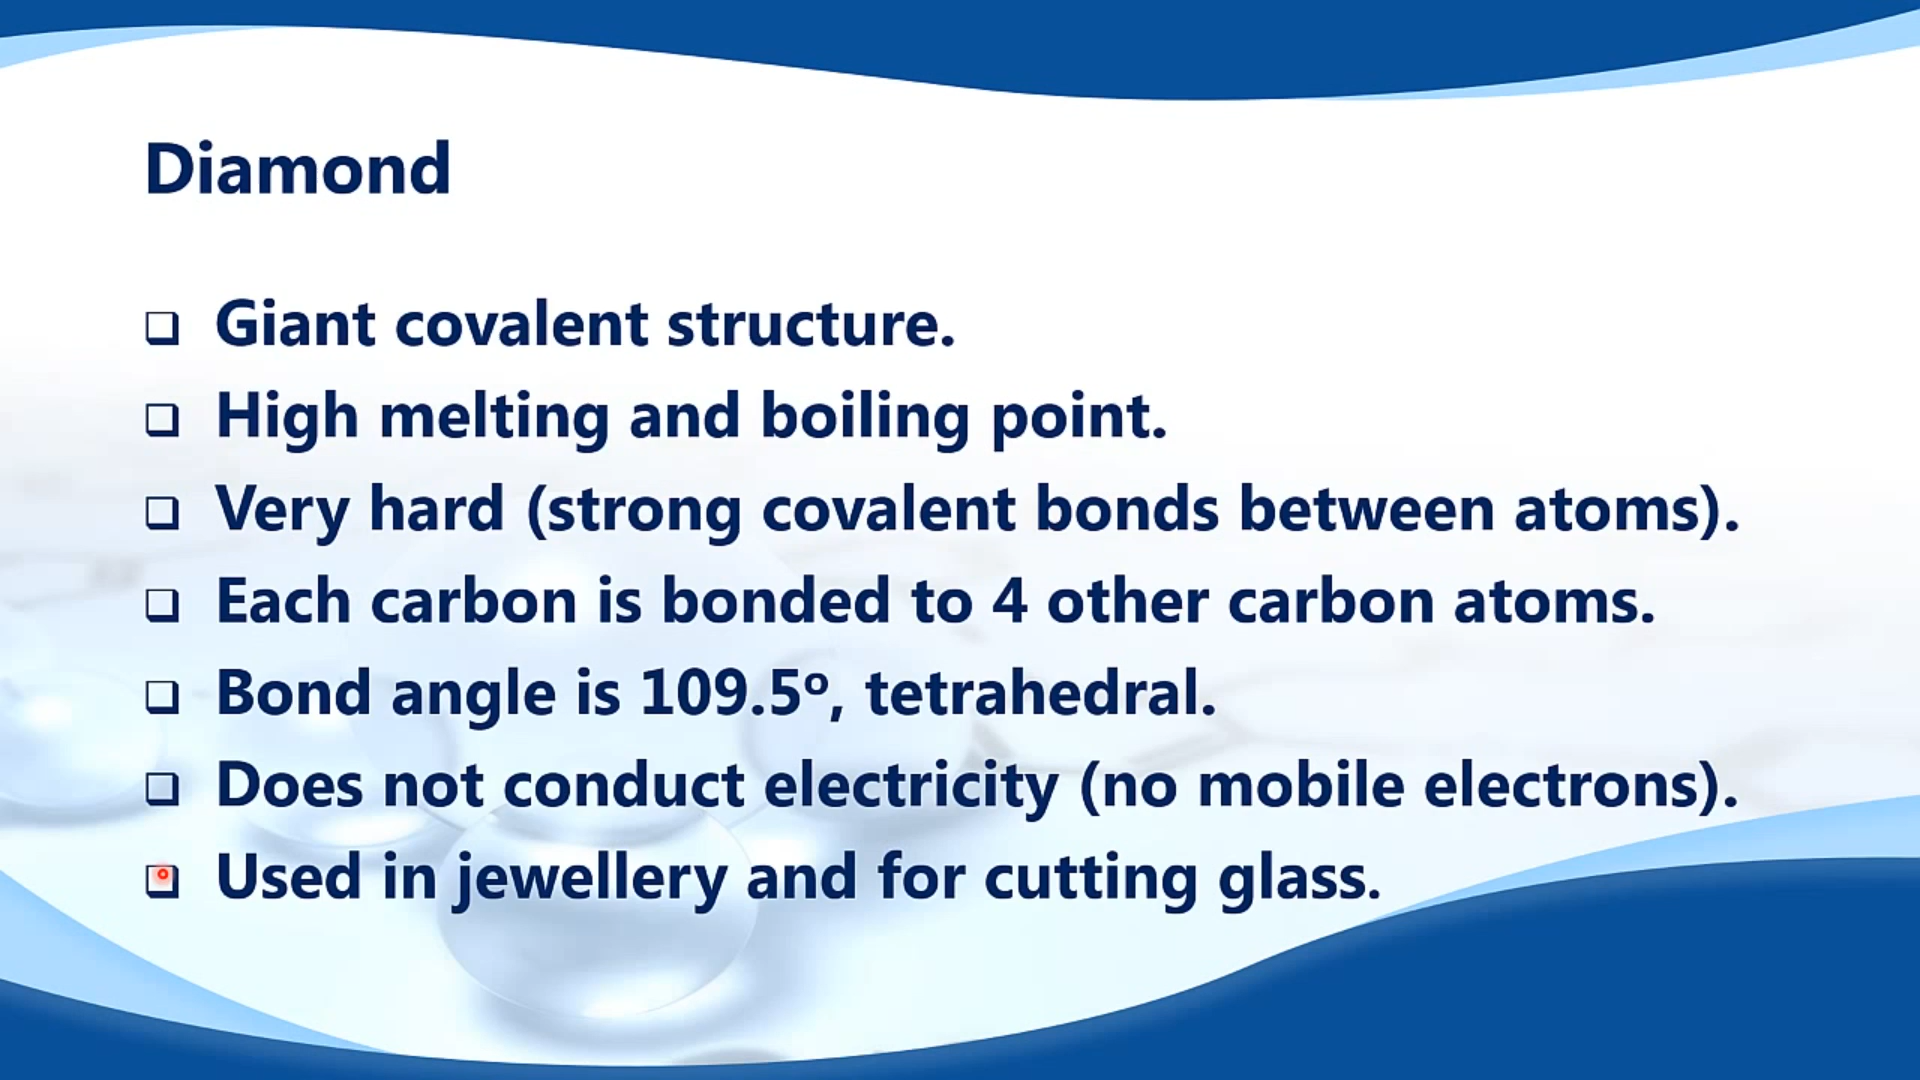 Diamond
❑ Giant covalent structure.
❑ High melting and boiling point.
❑ Very hard (strong covalent bonds between atoms).
❑ Each carbon is bonded to 4 other carbon atoms.
❑ Bond angle is 109.5º, tetrahedral.
❑ Does not conduct electricity (no mobile electrons).
❑ Used in jewellery and for cutting glass.